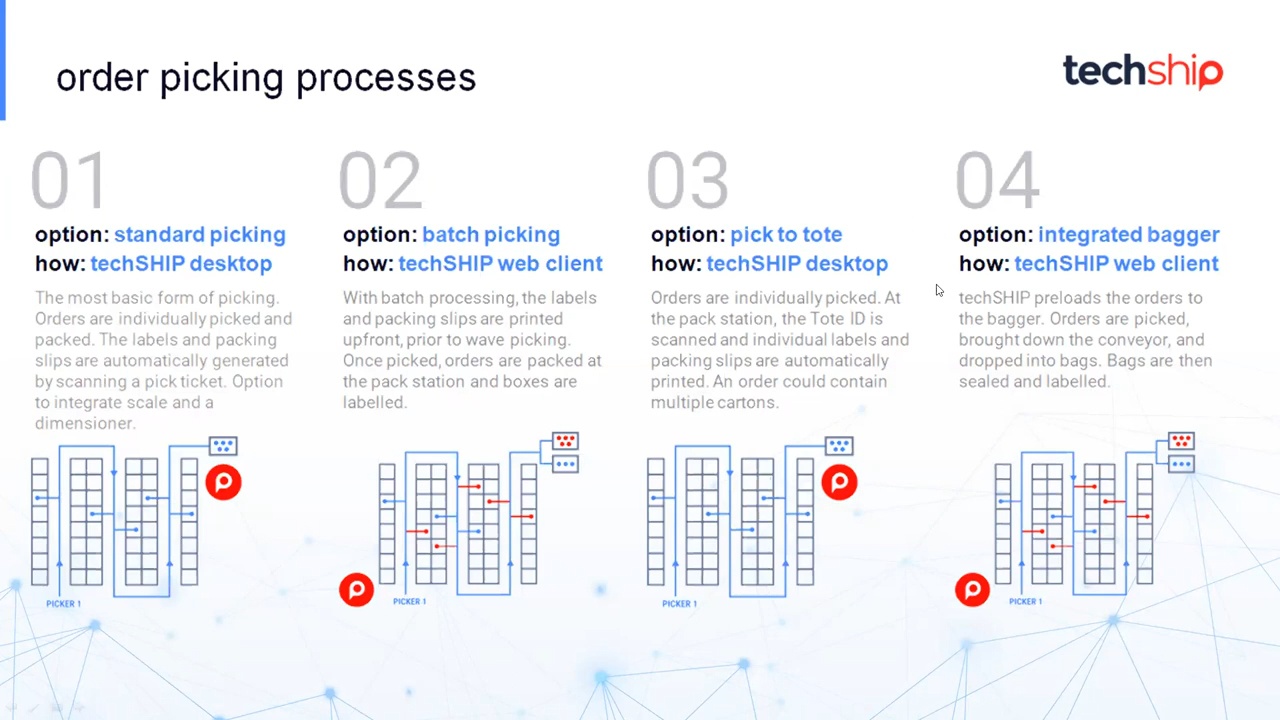 order picking processes
techship
01
option: standard picking
how: techSHIP desktop
The most basic form of picking.
Orders are individually picked and
packed. The labels and packing
slips are automatically generated
by scanning a pick ticket. Option
to integrate scale and a
dimensioner.
PICKER 1
02
option: batch picking
how: techSHIP web client
With batch processing, the labels
and packing slips are printed
upfront, prior to wave picking.
Once picked, orders are packed at
the pack station and boxes are
labelled.
PICKER 1
03
option: pick to tote
how: techSHIP desktop
Orders are individually picked. At
the pack station, the Tote ID is
scanned and individual labels and
packing slips are automatically
printed. An order could contain
multiple cartons.
PICKER 1
04
option: integrated bagger
how: techSHIP web client
techSHIP preloads the orders to
the bagger. Orders are picked,
brought down the conveyor, and
dropped into bags. Bags are then
sealed and labelled.
PICKER 1